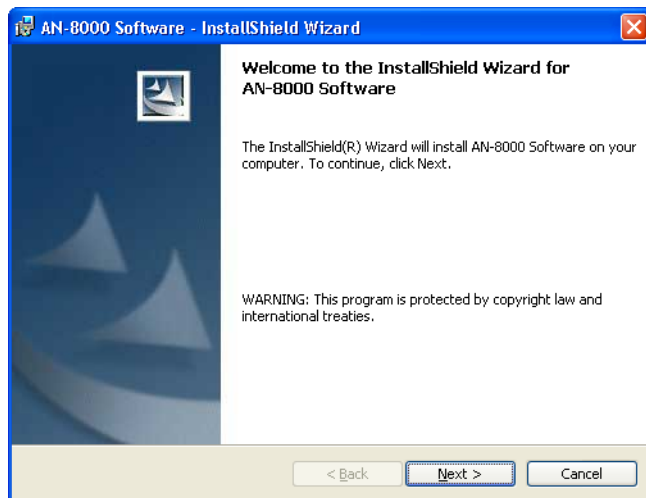 AN-8000 Software - InstallShield Wizard
Welcome to the InstallShield Wizard for
AN-8000 Software
The InstallShield(R) Wizard will install AN-8000 Software on your
computer. To continue, click Next.
WARNING: This program is protected by copyright law and
international treaties.
< Back
Next >
Cancel